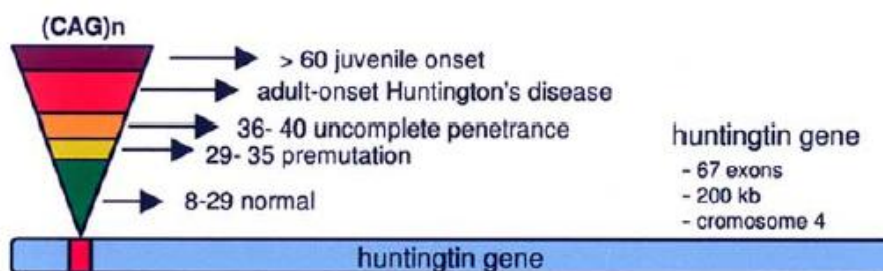 (CAG)n
> 60 juvenile onset
adult-onset Huntington's disease
36- 40 uncomplete penetrance
29- 35 premutation
8-29 normal
huntingtin gene
- 67 exons
- 200 kb
- cromosome 4
huntingtin gene